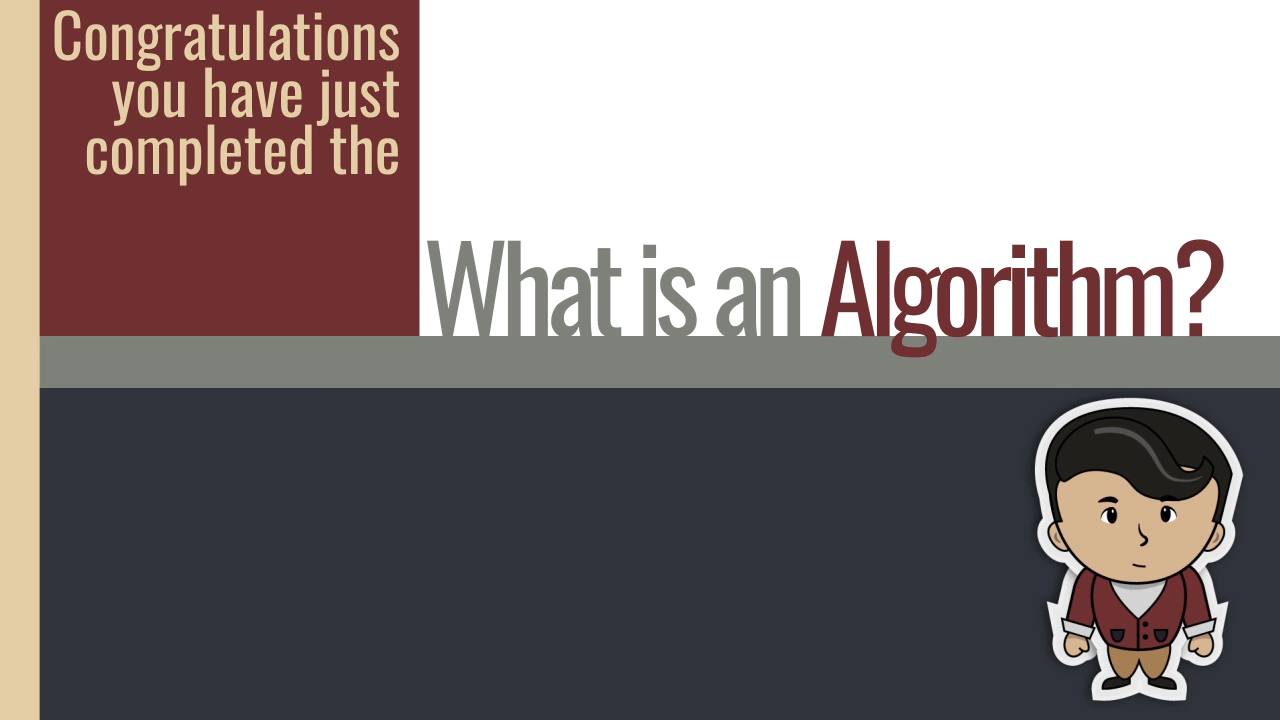 Congratulations
you have just
completed the
What is an Algorithm?